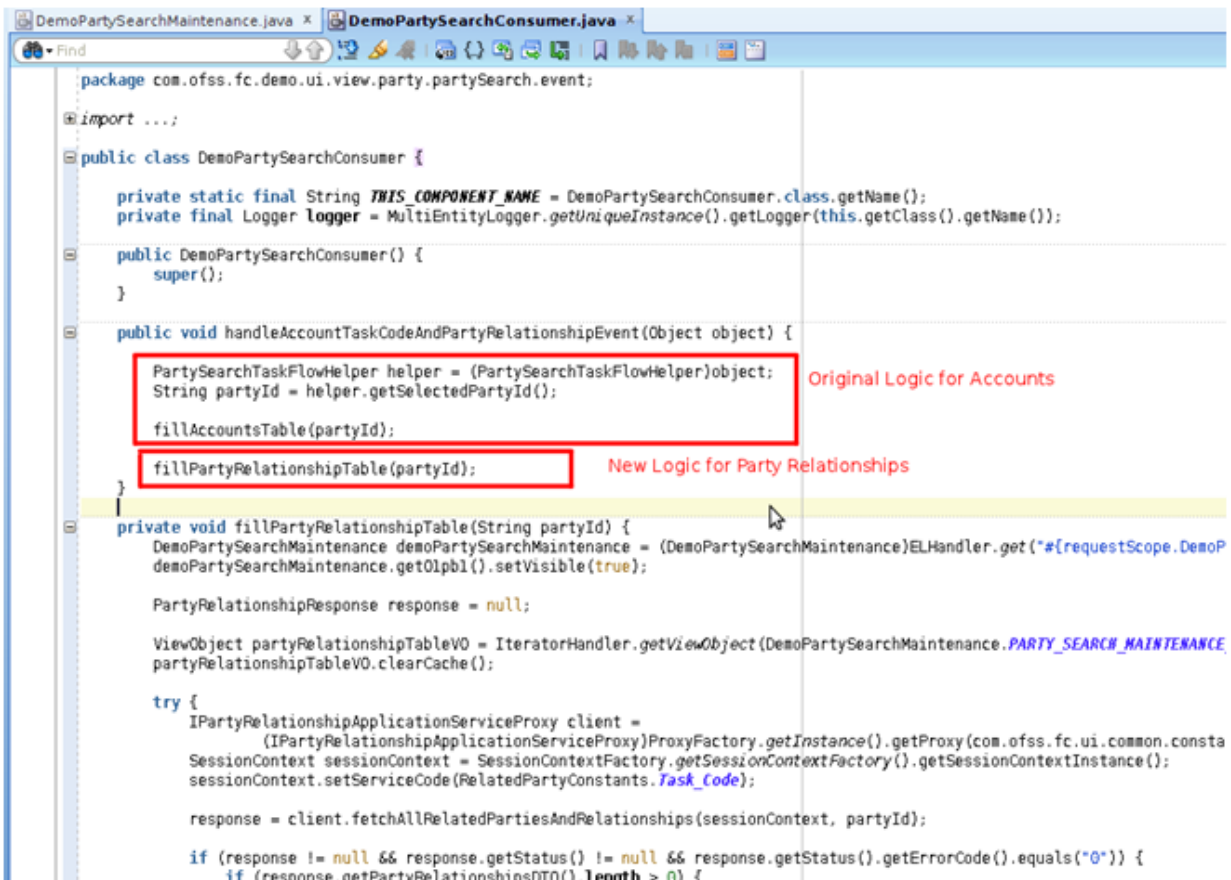 DemoPartySearchMaintenance.java × DemoPartySearchConsumer.java ×
Find
package com.ofss.fc.demo.ui.view.party.partySearch.event;
import ...;
public class DemoPartySearchConsumer {
private static final String THIS_COMPONENT_NAME = DemoPartySearchConsumer.class.getName();
private final Logger logger = MultiEntityLogger.getUniqueInstance().getLogger(this.getClass().getName());
public DemoPartySearchConsumer() {
super();
}
public void handleAccountTaskCodeAndPartyRelationshipEvent(Object object) {
PartySearchTaskFlowHelper helper = (PartySearchTaskFlowHelper)object;
Original Logic for Accounts
String partyId = helper.getSelectedPartyId();
fillAccountsTable(partyId);
fillPartyRelationshipTable(partyId);
New Logic for Party Relationships
}
private void fillPartyRelationshipTable(String partyId) {
DemoPartySearchMaintenance demoPartySearchMaintenance = (DemoPartySearchMaintenance)ELHandler.get("#{requestScope.DemoP
demoPartySearchMaintenance.getOlpb1().setVisible(true);
PartyRelationshipResponse response = null;
ViewObject partyRelationshipTableVO = IteratorHandler.getViewObject(DemoPartySearchMaintenance.PARTY_SEARCH_MAINTENANCE_
partyRelationshipTableVO.clearCache();
try {
IPartyRelationshipApplicationServiceProxy client =
(IPartyRelationshipApplicationServiceProxy)ProxyFactory.getInstance().getProxy(com.ofss.fc.ui.common.consta
SessionContext sessionContext = SessionContextFactory.getSessionContextFactory().getSessionContextInstance();
sessionContext.setServiceCode(RelatedPartyConstants.Task_Code);
response = client.fetchAllRelatedPartiesAndRelationships(sessionContext, partyId);
if (response != null && response.getStatus() != null && response.getStatus().getErrorCode().equals("0")) {
if (response.getPartyRelationshipsDTO().length > 0) {